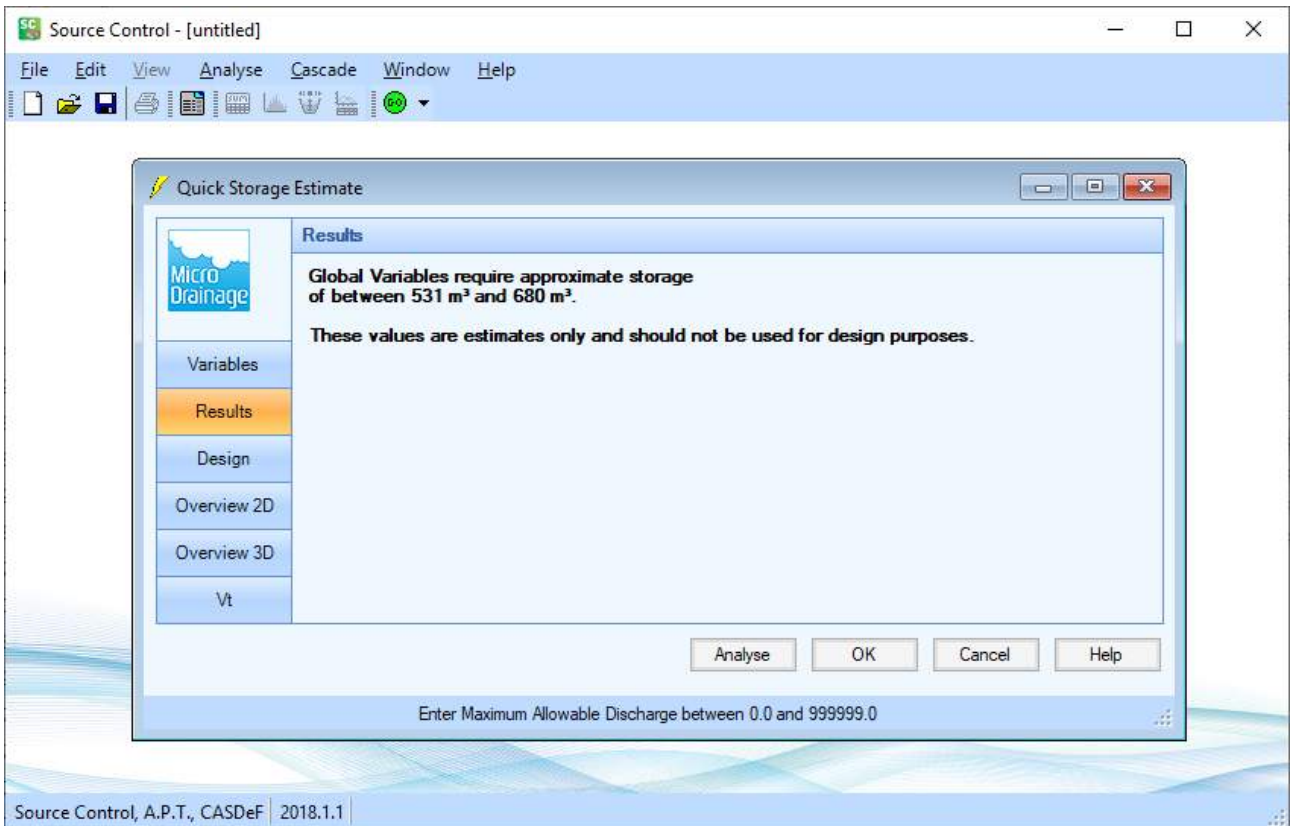 Source Control - [untitled]
File Edit View Analyse Cascade Window Help
GO
Quick Storage Estimate
Micro
Drainage
Results
Global Variables require approximate storage
of between 531 m³ and 680 m³.
These values are estimates only and should not be used for design purposes.
Variables
Results
Design
Overview 2D
Overview 3D
Vt
Analyse OK Cancel Help
Enter Maximum Allowable Discharge between 0.0 and 999999.0
Source Control, A.P.T., CASDeF 2018.1.1